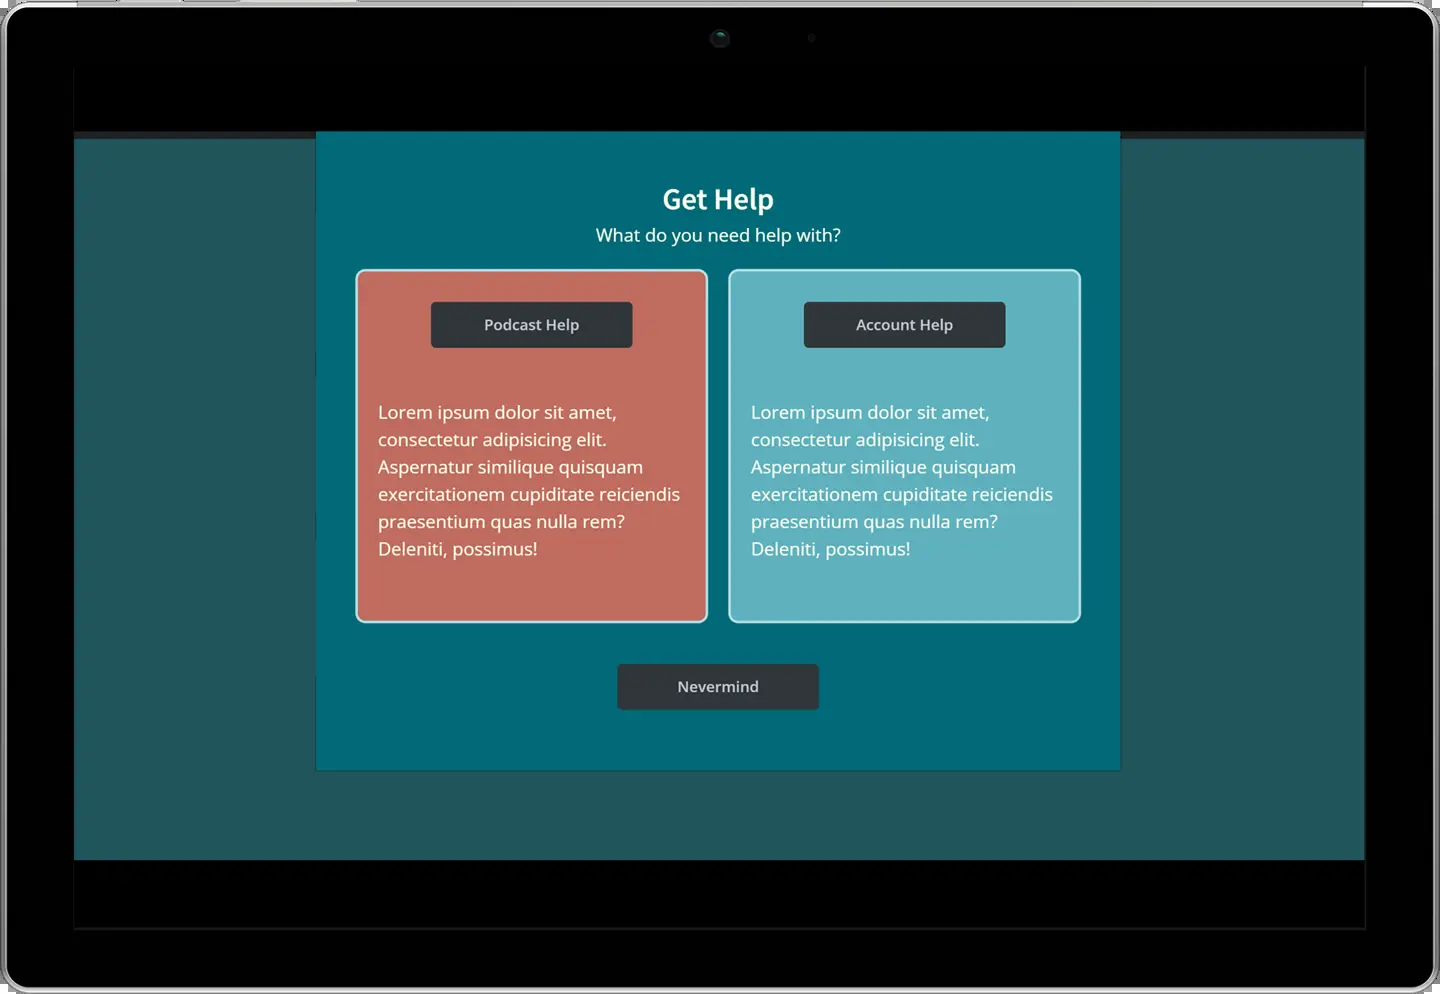 Get Help
What do you need help with?
Podcast Help
Lorem ipsum dolor sit amet,
consectetur adipisicing elit.
Aspernatur similique quisquam
exercitationem cupiditate reiciendis
praesentium quas nulla rem?
Deleniti, possimus!
Account Help
Lorem ipsum dolor sit amet,
consectetur adipisicing elit.
Aspernatur similique quisquam
exercitationem cupiditate reiciendis
praesentium quas nulla rem?
Deleniti, possimus!
Nevermind